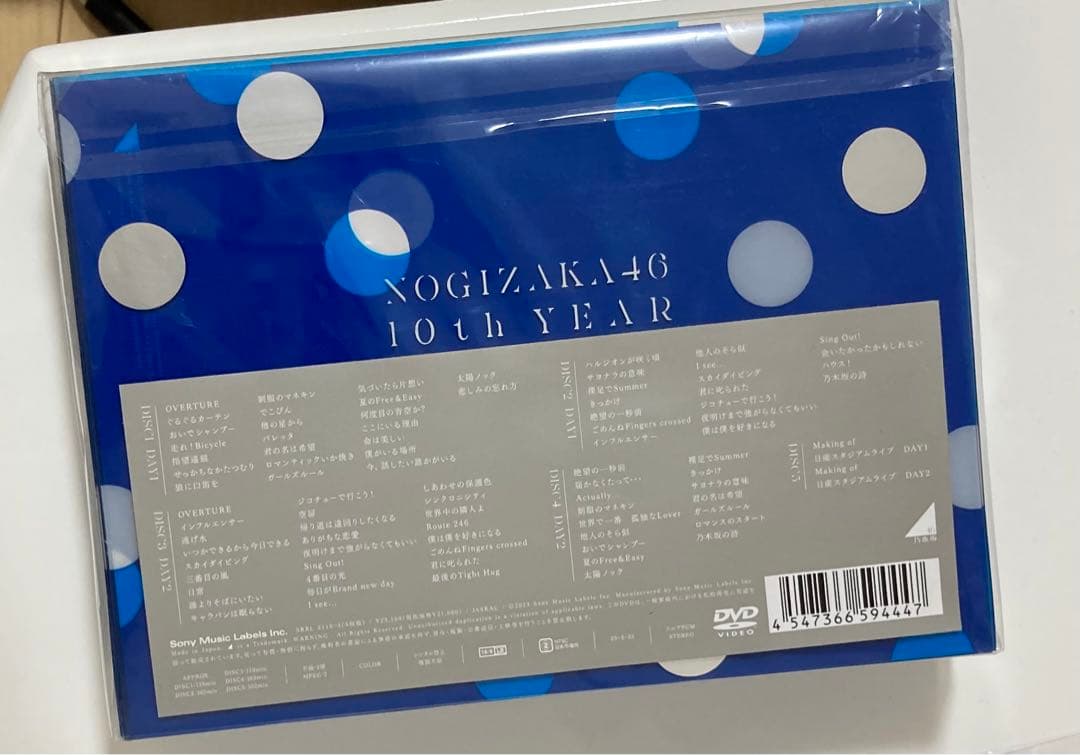 NOGIZAKA46
10th YEAR
DISC1 DAY1
OVERTURE
ぐるぐるカーテン
おいでシャンプー
走れ!Bicycle
指望遠鏡
せっかちなかたつむり
狼に口笛を
制服のマネキン
でこぴん
他の星から
バレッタ
君の名は希望
ロマンティックいか焼き
ガールズルール
気づいたら片想い
夏のFree&Easy
何度目の青空か?
ここにいる理由
命は美しい
僕がいる場所
今、話したい誰かがいる
太陽ノック
悲しみの忘れ方
DISC2 DAY1
ハルジオンが咲く頃
サヨナラの意味
裸足でSummer
きっかけ
絶望の一秒前
ごめんねFingers crossed
インフルエンサー
他人のそら似
I see...
スカイダイビング
君に叱られた
ジコチューで行こう!
夜明けまで強がらなくてもいい
僕は僕を好きになる
Sing Out!
会いたかったかもしれない
ハウス!
乃木坂の詩
DISC3 DAY2
OVERTURE
インフルエンサー
逃げ水
いつかできるから今日できる
スカイダイビング
三番目の風
日常
誰よりそばにいたい
キャラバンは眠らない
ジコチューで行こう!
空扉
帰り道は遠回りしたくなる
ありがちな恋愛
夜明けまで強がらなくてもいい
Sing Out!
4番目の光
毎日がBrand new day
I see...
しあわせの保護色
シンクロニシティ
世界中の隣人よ
Route 246
僕は僕を好きになる
ごめんねFingers crossed
君に叱られた
最後のTight Hug
DISC4 DAY2
絶望の一秒前
届かなくたって…
Actually...
制服のマネキン
世界で一番 孤独なLover
他人のそら似
おいでシャンプー
夏のFree&Easy
太陽ノック
裸足でSummer
きっかけ
サヨナラの意味
君の名は希望
ガールズルール
ロマンスのスタート
乃木坂の詩
DISC5
Making of
日産スタジアムライブ DAY1
Making of
日産スタジアムライブ DAY2
Sony Music Labels Inc.
Made in Japan.
COLOR
DVD
VIDEO
4 547366 594447